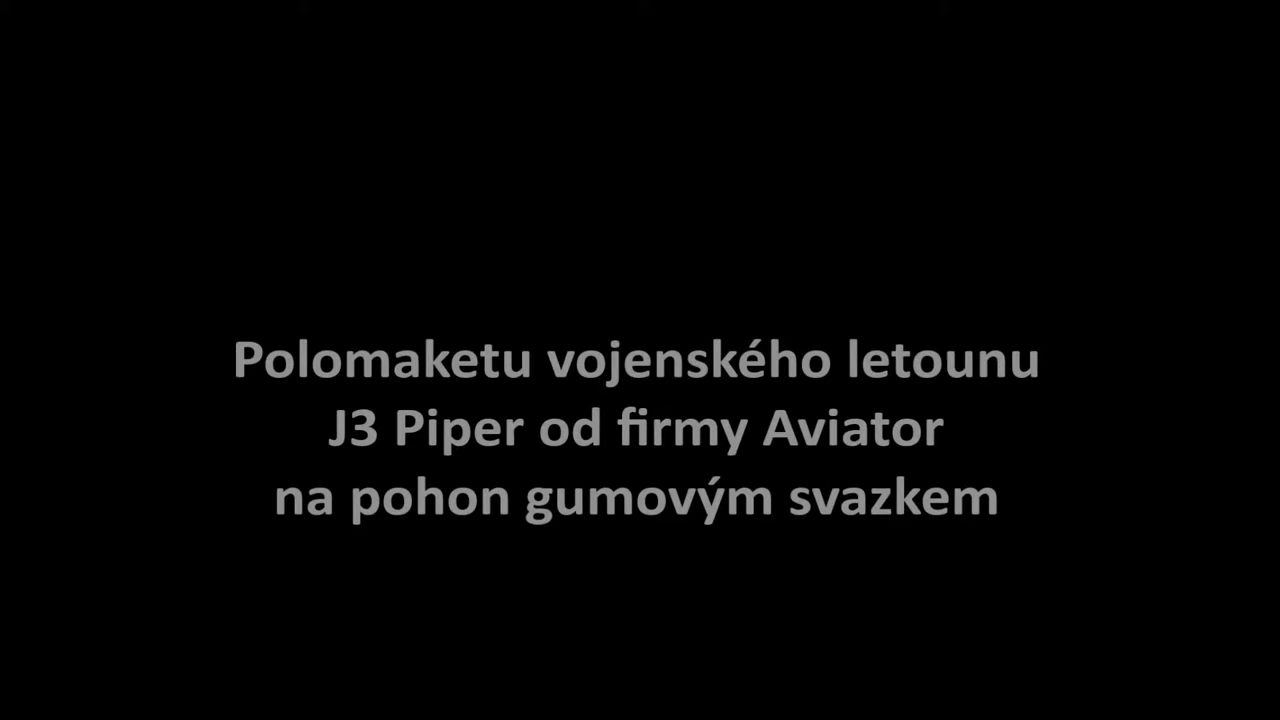 Polomaketu vojenského letounu
J3 Piper od firmy Aviator
na pohon gumovým svazkem